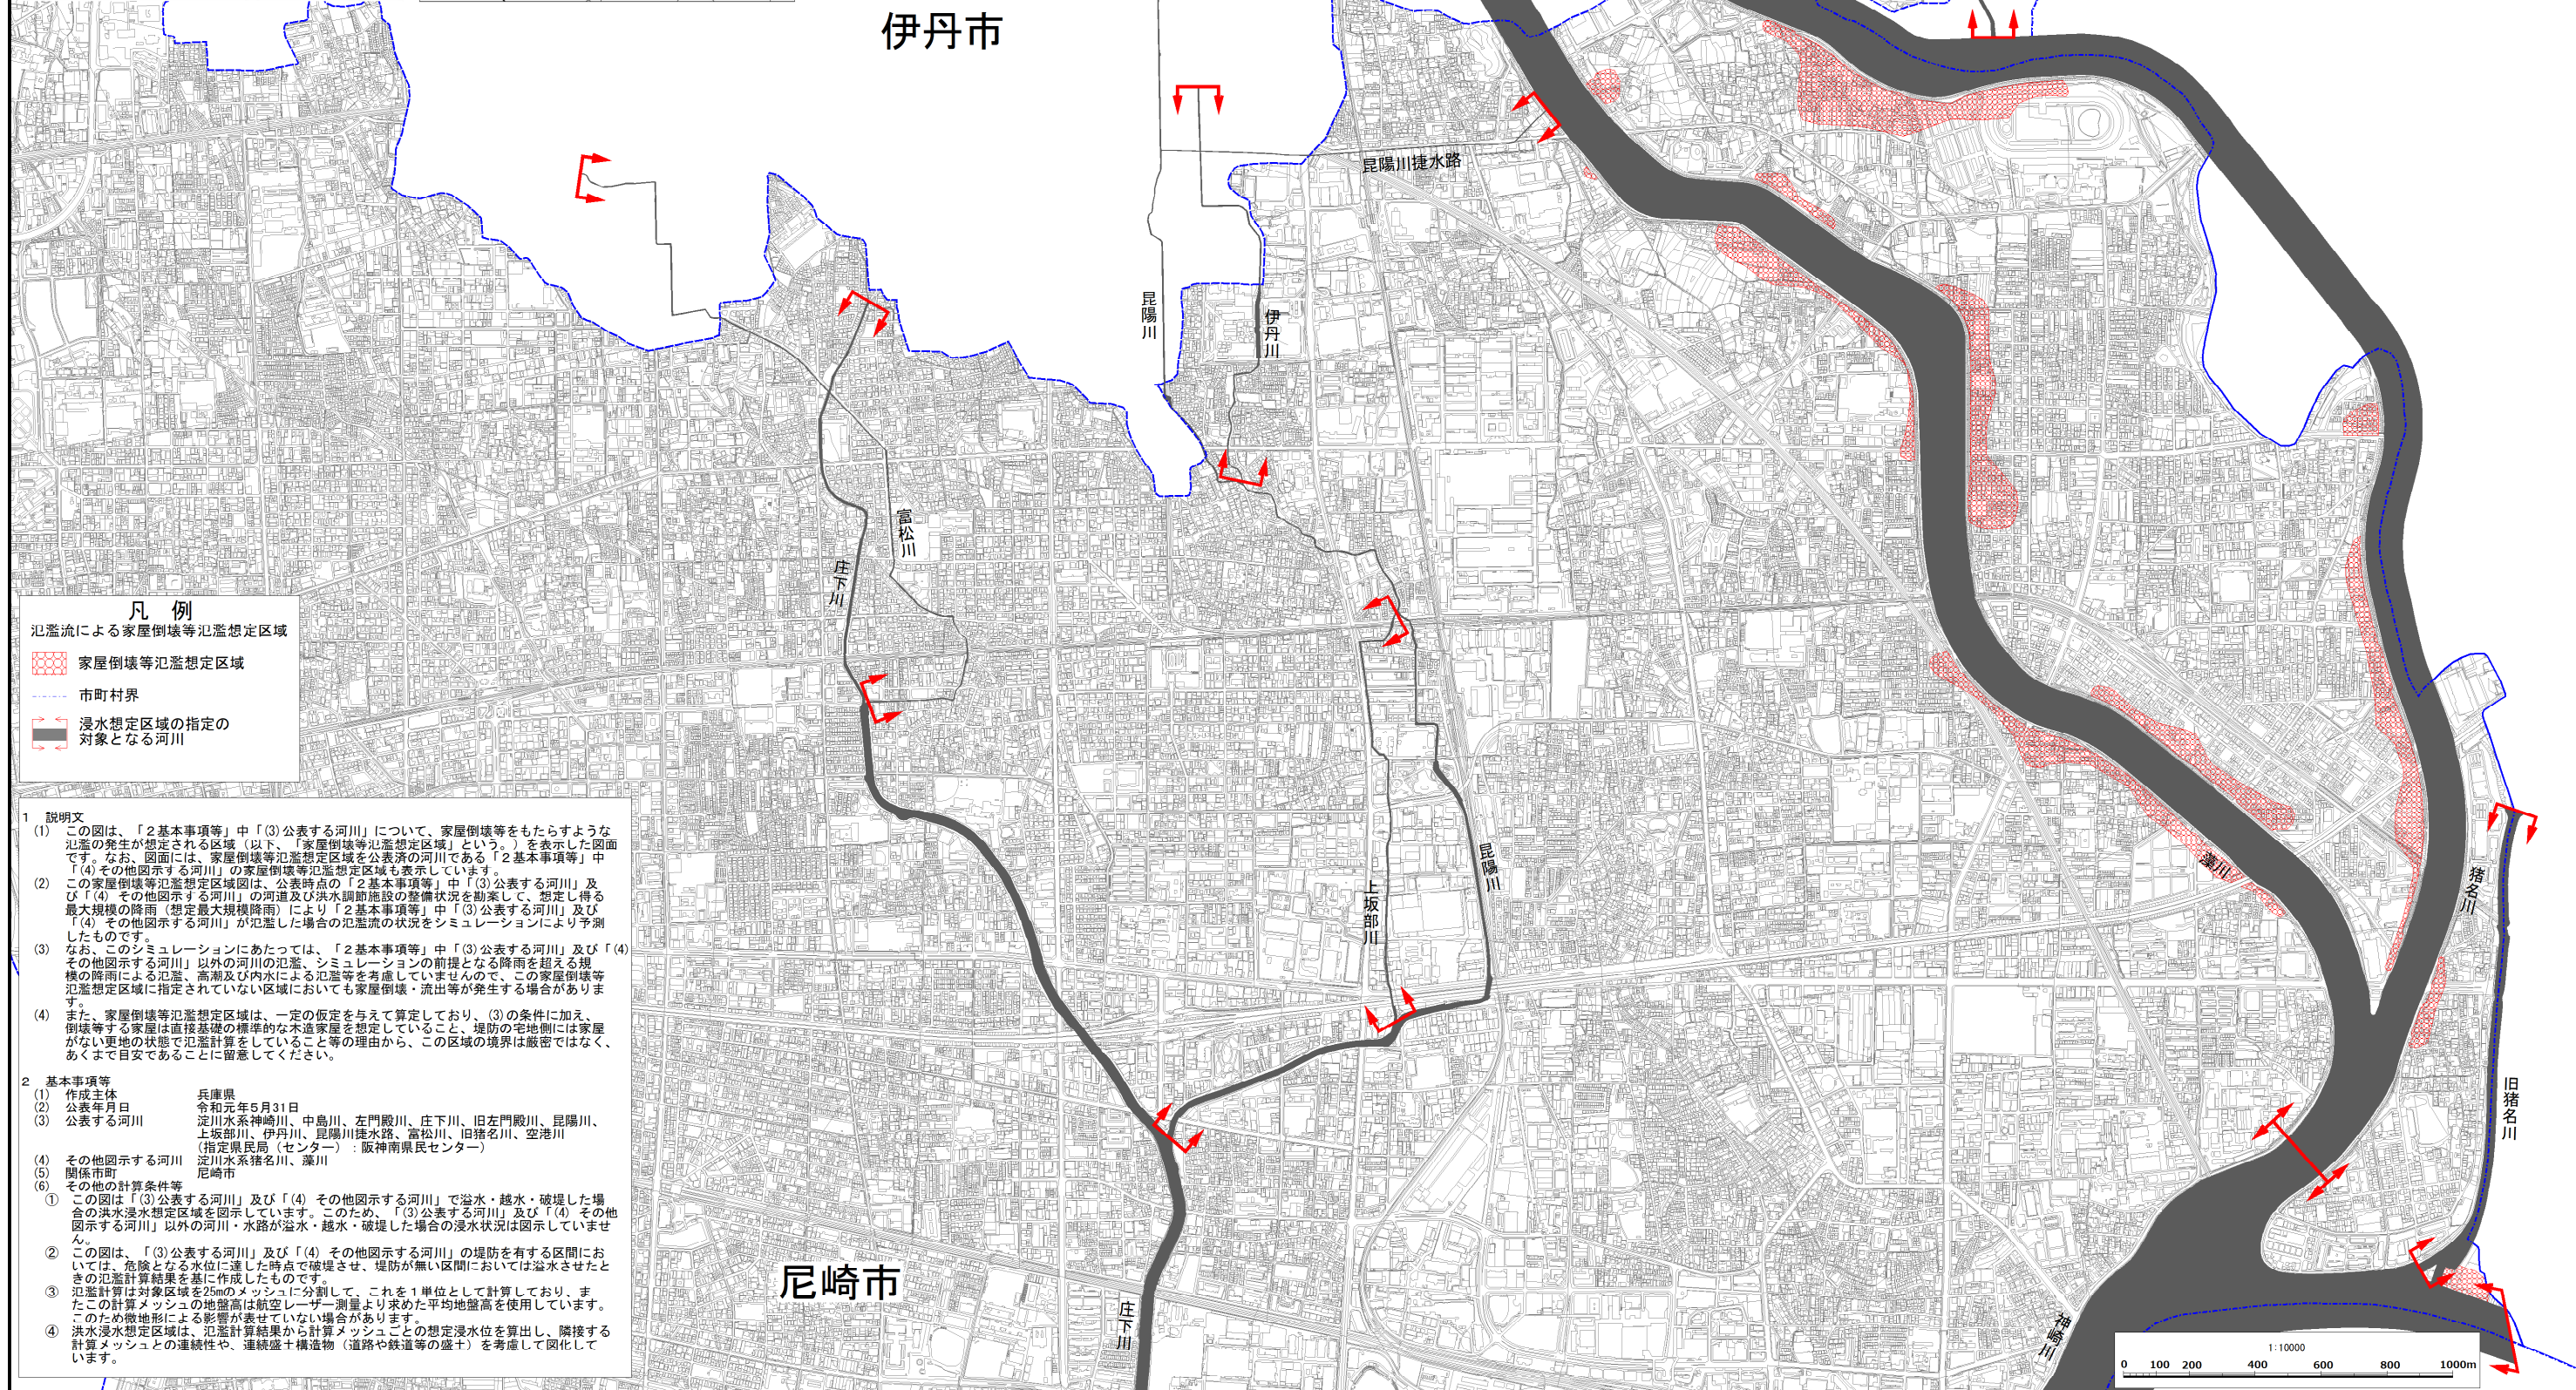 伊丹市
昆陽川捷水路
昆陽川
伊丹川
富松川
庄下川
凡　例
氾濫流による家屋倒壊等氾濫想定区域
家屋倒壊等氾濫想定区域
市町村界
浸水想定区域の指定の
対象となる河川
昆陽川
上坂部川
藻川
猪名川
旧猪名川
1　説明文
(1)　この図は、「２基本事項等」中「(3)公表する河川」について、家屋倒壊等をもたらすような
氾濫の発生が想定される区域（以下、「家屋倒壊等氾濫想定区域」という。）を表示した図面
です。なお、図面には、家屋倒壊等氾濫想定区域を公表済の河川である「２基本事項等」中
「(4)その他図示する河川」の家屋倒壊等氾濫想定区域も表示しています。
(2)　この家屋倒壊等氾濫想定区域図は、公表時点の「２基本事項等」中「(3)公表する河川」及
び「(4) その他図示する河川」の河道及び洪水調節施設の整備状況を勘案して、想定し得る
最大規模の降雨（想定最大規模降雨）により「２基本事項等」中「(3)公表する河川」及び
「(4) その他図示する河川」が氾濫した場合の氾濫流の状況をシミュレーションにより予測
したものです。
(3)　なお、このシミュレーションにあたっては、「２基本事項等」中「(3)公表する河川」及び「(4)
その他図示する河川」以外の河川の氾濫、シミュレーションの前提となる降雨を超える規
模の降雨による氾濫、高潮及び内水による氾濫等を考慮していませんので、この家屋倒壊等
氾濫想定区域に指定されていない区域においても家屋倒壊・流出等が発生する場合がありま
す。
(4)　また、家屋倒壊等氾濫想定区域は、一定の仮定を与えて算定しており、(3)の条件に加え、
倒壊等する家屋は直接基礎の標準的な木造家屋を想定していること、堤防の宅地側には家屋
がない更地の状態で氾濫計算をしていること等の理由から、この区域の境界は厳密ではなく、
あくまで目安であることに留意してください。
2　基本事項等
(1)　作成主体　兵庫県
(2)　公表年月日　令和元年5月31日
(3)　公表する河川　淀川水系神崎川、中島川、左門殿川、庄下川、旧左門殿川、昆陽川、
上坂部川、伊丹川、昆陽川捷水路、富松川、旧猪名川、空港川
（指定県民局（センター）：阪神南県民センター）
(4)　その他図示する河川　淀川水系猪名川、藻川
(5)　関係市町　尼崎市
(6)　その他の計算条件等
①　この図は「(3)公表する河川」及び「(4) その他図示する河川」で溢水・越水・破堤した場
合の洪水浸水想定区域を図示しています。このため、「(3)公表する河川」及び「(4) その他
図示する河川」以外の河川・水路が溢水・越水・破堤した場合の浸水状況は図示していませ
ん。
②　この図は、「(3)公表する河川」及び「(4) その他図示する河川」の堤防を有する区間にお
いては、危険となる水位に達した時点で破堤させ、堤防が無い区間においては溢水させたと
きの氾濫計算結果を基に作成したものです。
③　氾濫計算は対象区域を25mのメッシュに分割して、これを１単位として計算しており、ま
たこの計算メッシュの地盤高は航空レーザー測量より求めた平均地盤高を使用しています。
このため微地形による影響が表せていない場合があります。
④　洪水浸水想定区域は、氾濫計算結果から計算メッシュごとの想定浸水位を算出し、隣接する
計算メッシュとの連続性や、連続盛土構造物（道路や鉄道等の盛土）を考慮して図化して
います。
尼崎市
庄下川
神崎川
1:10000
0 100 200 400 600 800 1000m